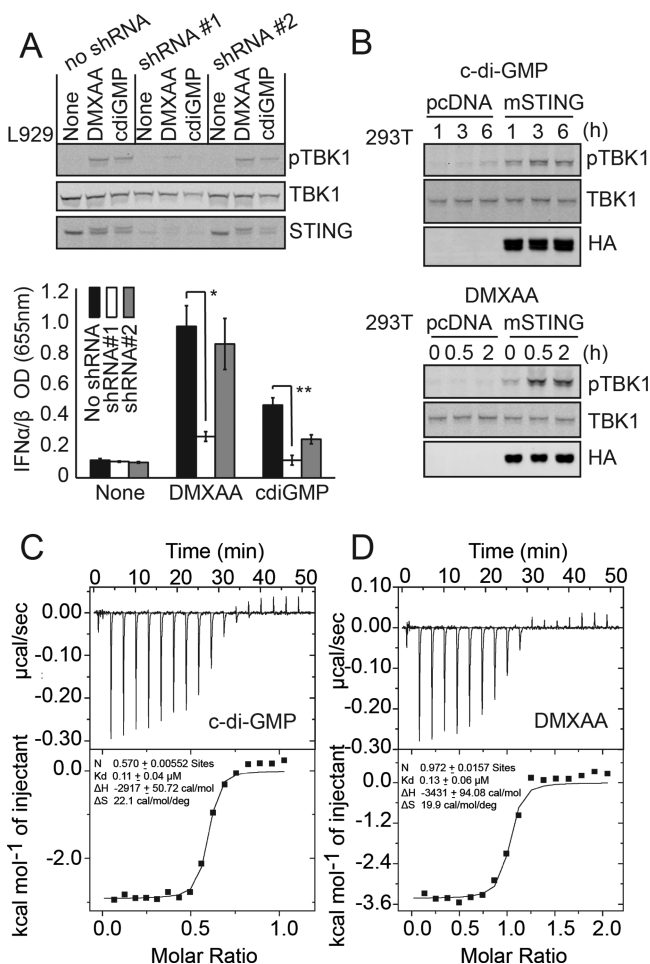 A
no shRNA
shRNA #1
shRNA #2
L929
None
DMXAA
cdiGMP
None
DMXAA
cdiGMP
None
DMXAA
cdiGMP
pTBK1
TBK1
STING
IFNα/β OD (655nm)
1.2
1.0
0.8
0.6
0.4
0.2
0
No shRNA
shRNA#1
shRNA#2
*
**
None
DMXAA
cdiGMP
B
c-di-GMP
pcDNA mSTING
293T 1 3 6 1 3 6 (h)
pTBK1
TBK1
HA
DMXAA
293T pcDNA mSTING
0 0.5 2 0 0.5 2 (h)
pTBK1
TBK1
HA
C
Time (min)
0 10 20 30 40 50
µcal/sec
0.00
-0.10
-0.20
-0.30
c-di-GMP
N 0.570 ± 0.00552 Sites
Kd 0.11 ± 0.04 µM
ΔH -2917 ± 50.72 cal/mol
ΔS 22.1 cal/mol/deg
kcal mol-1 of injectant
0.0
-2.0
0.0 0.5 1.0
Molar Ratio
D
Time (min)
0 10 20 30 40 50
µcal/sec
0.10
0.00
-0.10
-0.20
-0.30
DMXAA
N 0.972 ± 0.0157 Sites
Kd 0.13 ± 0.06 µM
ΔH -3431 ± 94.08 cal/mol
ΔS 19.9 cal/mol/deg
kcal mol-1 of injectant
0.0
-1.2
-2.4
-3.6
0.0 0.5 1.0 1.5 2.0
Molar Ratio